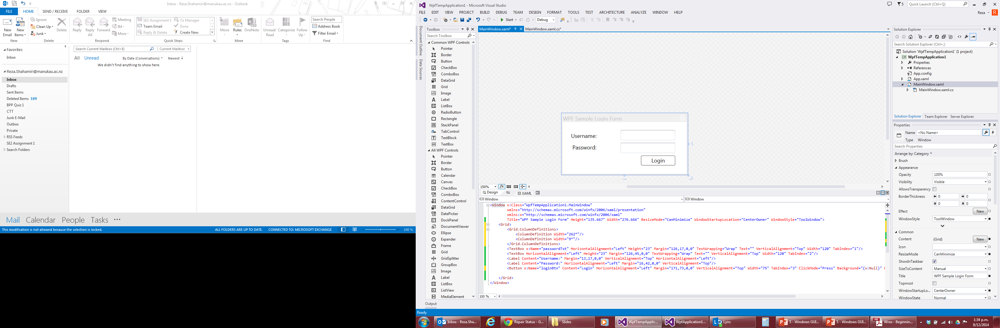 Inbox - Reza.Shahamiri@manukau.ac.nz - Outlook
FILE HOME SEND / RECEIVE FOLDER VIEW
New Email
New Items
Ignore
Clean Up
Junk
Delete
Reply
Reply All
Forward
Meeting
IM
More
SE2 Assignment 1
Team Email
Reply & Delete
To Manager
Done
Create New
Move
Rules
OneNote
Unread/ Read
Categorize
Follow Up
Search People
Address Book
Filter Email
New Delete Respond Quick Steps Move Tags Find
Favorites
Inbox
Reza.Shahamiri@manukau.ac.nz
Inbox
Drafts
Sent Items
Deleted Items 169
BPP Quiz 1
CTT
Junk E-Mail
Outbox
Private
RSS Feeds
SE2 Assignment 1
Search Folders
Search Current Mailbox (Ctrl+E) Current Mailbox
All Unread By Date (Conversations) Newest
We didn't find anything to show here.
Mail Calendar People Tasks ···
This modification is not allowed because the selection is locked. ALL FOLDERS ARE UP TO DATE. CONNECTED TO: MICROSOFT EXCHANGE 100 %
WpfTempApplication1 - Microsoft Visual Studio
5 Quick Launch (Ctrl+Q)
FILE EDIT VIEW PROJECT BUILD DEBUG TEAM DESIGN FORMAT TOOLS TEST ARCHITECTURE ANALYZE WINDOW HELP
Reza R
Start Debug
Document Outline
Data Sources
Toolbox
Search Toolbox
Common WPF Controls
Pointer
Border
Button
CheckBox
ComboBox
DataGrid
Grid
Image
Label
ListBox
RadioButton
Rectangle
StackPanel
TabControl
TextBlock
TextBox
All WPF Controls
Pointer
Border
Button
Calendar
Canvas
CheckBox
ComboBox
ContentControl
DataGrid
DatePicker
DockPanel
DocumentViewer
Ellipse
Expander
Frame
Grid
GridSplitter
GroupBox
Image
Label
ListBox
ListView
MediaElement
MainWindow.xaml* MainWindow.xaml.cs*
WPF Sample Login Form
Username:
Password:
Login
150% fx
Design XAML
Window Window
<Window x:Class="WpfTempApplication1.MainWindow"
xmlns="http://schemas.microsoft.com/winfx/2006/xaml/presentation"
xmlns:x="http://schemas.microsoft.com/winfx/2006/xaml"
Title="WPF Sample Login Form" Height="135.667" Width="276.666" ResizeMode="CanMinimize" WindowStartupLocation="CenterOwner" WindowStyle="ToolWindow">
<Grid>
<Grid.ColumnDefinitions>
<ColumnDefinition Width="262*"/>
<ColumnDefinition Width="9*"/>
</Grid.ColumnDefinitions>
<TextBox x:Name="passwordTxt" HorizontalAlignment="Left" Height="23" Margin="126,17,0,0" TextWrapping="Wrap" Text="" VerticalAlignment="Top" Width="120" TabIndex="1"/>
<TextBox HorizontalAlignment="Left" Height="23" Margin="126,45,0,0" TextWrapping="Wrap" Text="" VerticalAlignment="Top" Width="120" TabIndex="2"/>
<Label Content="Username:" Margin="13,17,0,0" VerticalAlignment="Top" HorizontalAlignment="Left"/>
<Label Content="Password:" HorizontalAlignment="Left" Margin="16,42,0,0" VerticalAlignment="Top"/>
<Button x:Name="loginBtn" Content="Login" HorizontalAlignment="Left" Margin="171,73,0,0" VerticalAlignment="Top" Width="75" TabIndex="3" ClickMode="Press" Background="{x:Null}"
</Grid>
</Window>
100 %
Output
Ready
Solution Explorer
Search Solution Explorer (Ctrl+;)
Solution 'WpfTempApplication1' (1 project)
WpfTempApplication1
Properties
References
App.config
App.xaml
MainWindow.xaml
MainWindow.xaml.cs
Solution Explorer Team Explorer Server Explorer
Properties
Name <No Name>
Type Window
Search Properties
Arrange by: Category
Brush
Appearance
Opacity 100%
Visibility Visible
AllowsTransparency
BorderThickness 0 0
0 0
Effect New
WindowStyle ToolWindow
Common
Content (Grid) New
Icon
ResizeMode CanMinimize
ShowInTaskbar
SizeToContent Manual
Title WPF Sample Login Form
Topmost
WindowStartupLo... CenterOwner
WindowState Normal
Inbox - Reza.Sha... Repair Status - G... Slides WpfTempApplic... WpfApplication1... Lync 5 - Windows GUI... 5 - Windows GUI... Wrox - Beginnin...
1:34 p.m.
8/12/2014